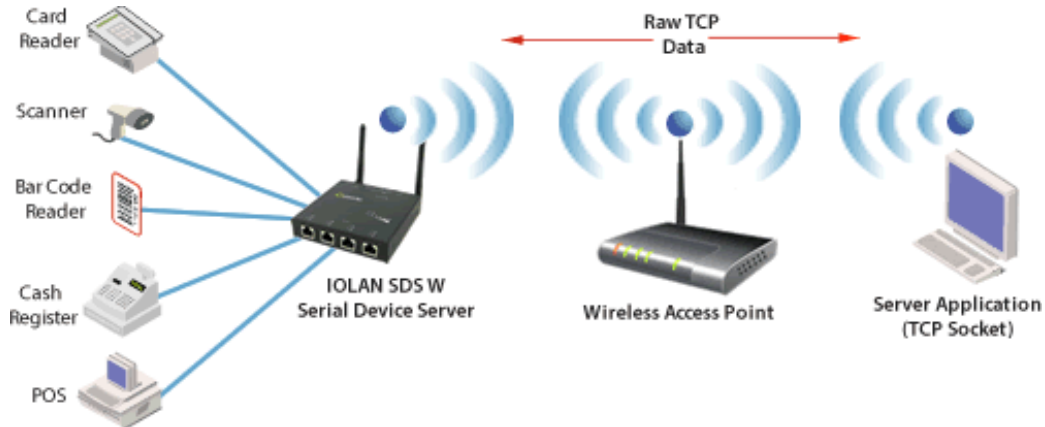 Card
Reader
Scanner
Bar Code
Reader
Cash
Register
POS
IOLAN SDS W
Serial Device Server
Raw TCP
Data
Wireless Access Point
Server Application
(TCP Socket)